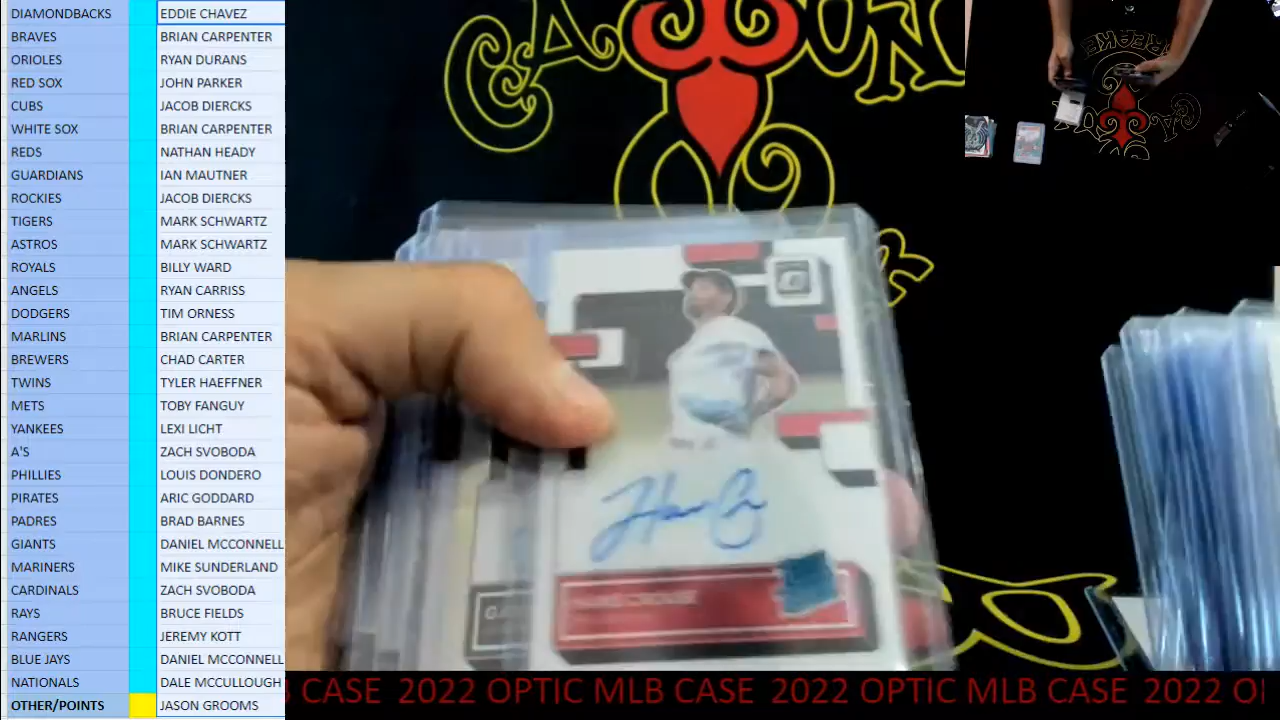 DIAMONDBACKS EDDIE CHAVEZ
BRAVES BRIAN CARPENTER
ORIOLES RYAN DURANS
RED SOX JOHN PARKER
CUBS JACOB DIERCKS
WHITE SOX BRIAN CARPENTER
REDS NATHAN HEADY
GUARDIANS IAN MAUTNER
ROCKIES JACOB DIERCKS
TIGERS MARK SCHWARTZ
ASTROS MARK SCHWARTZ
ROYALS BILLY WARD
ANGELS RYAN CARRISS
DODGERS TIM ORNESS
MARLINS BRIAN CARPENTER
BREWERS CHAD CARTER
TWINS TYLER HAEFFNER
METS TOBY FANGUY
YANKEES LEXI LICHT
A'S ZACH SVOBODA
PHILLIES LOUIS DONDERO
PIRATES ARIC GODDARD
PADRES BRAD BARNES
GIANTS DANIEL MCCONNELL
MARINERS MIKE SUNDERLAND
CARDINALS ZACH SVOBODA
RAYS BRUCE FIELDS
RANGERS JEREMY KOTT
BLUE JAYS DANIEL MCCONNELL
NATIONALS DALE MCCULLOUGH
OTHER/POINTS JASON GROOMS
CASE 2022 OPTIC MLB CASE 2022 OPTIC MLB CASE 2022